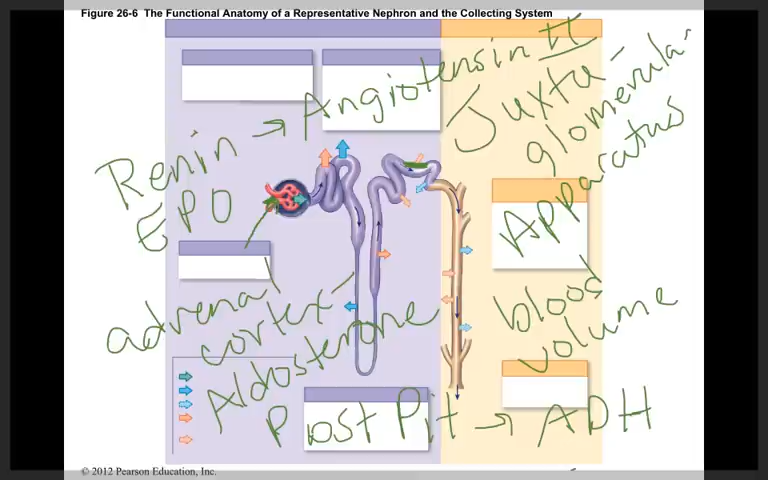 Figure 26-6 The Functional Anatomy of a Representative Nephron and the Collecting System
Renin → Angiotensin II
EPO
Juxta-
glomerular
Apparatus
adrenal
cortex-
Aldosterone
blood
volume
Post Pit → ADH
© 2012 Pearson Education, Inc.